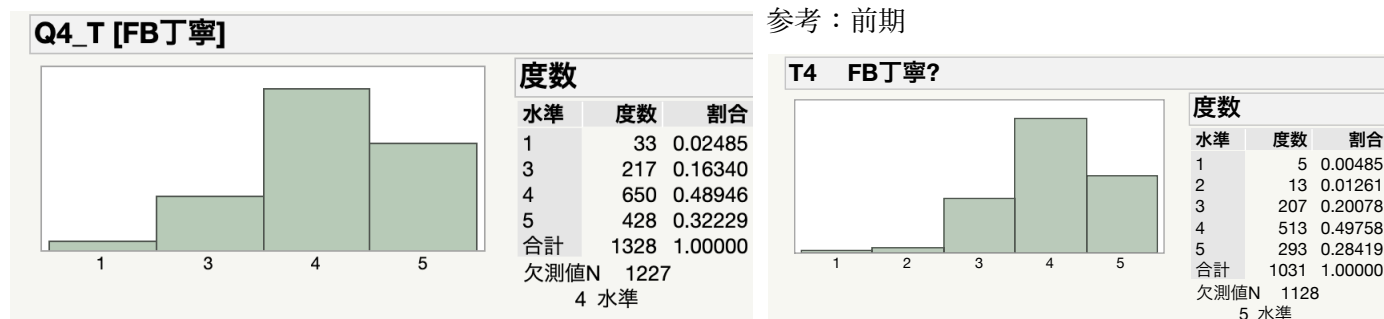 Q4_T [FB丁寧]
度数
水準 度数 割合
1 33 0.02485
3 217 0.16340
4 650 0.48946
5 428 0.32229
合計 1328 1.00000
欠測値N 1227
4 水準
1 3 4 5
参考：前期
T4 FB丁寧?
度数
水準 度数 割合
1 5 0.00485
2 13 0.01261
3 207 0.20078
4 513 0.49758
5 293 0.28419
合計 1031 1.00000
欠測値N 1128
5 水準
1 2 3 4 5